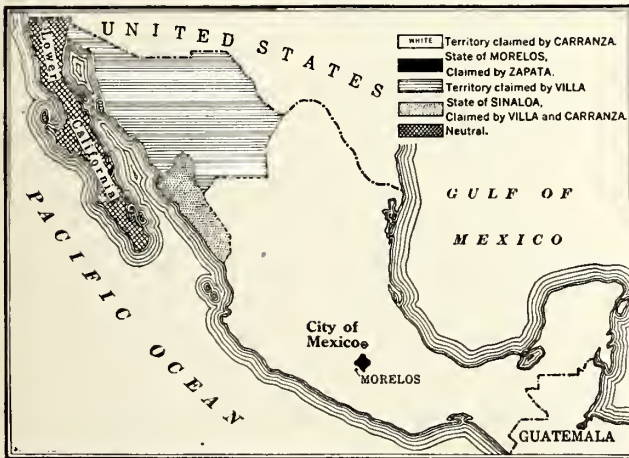 UNITED STATES
WHITE Territory claimed by CARRANZA.
State of MORELOS,
Claimed by ZAPATA.
Territory claimed by VILLA
State of SINALOA,
Claimed by VILLA and CARRANZA.
Neutral.
Lower
California
PACIFIC OCEAN
GULF OF
MEXICO
City of
Mexico
MORELOS
GUATEMALA